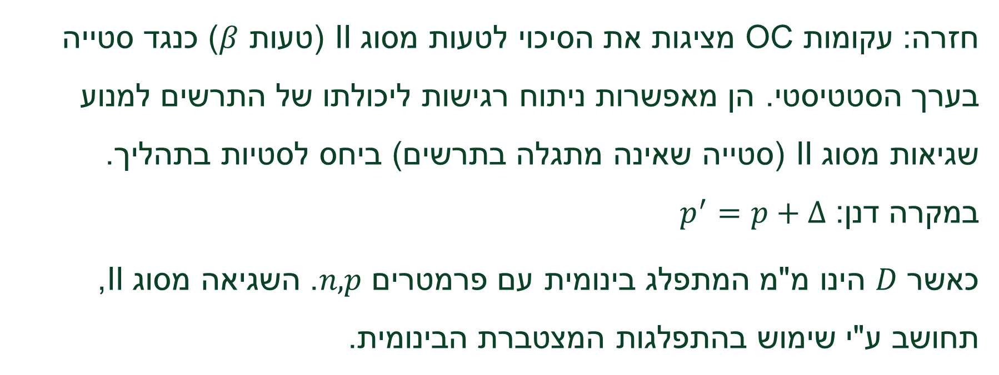 חזרה: עקומות OC מציגות את הסיכוי לטעות מסוג II (טעות β) כנגד סטייה
בערך הסטטיסטי. הן מאפשרות ניתוח רגישות ליכולתו של התרשים למנוע
שגיאות מסוג II (סטייה שאינה מתגלה בתרשים) ביחס לסטיות בתהליך.
במקרה דנן: p′ = p + Δ
כאשר D הינו מ"מ המתפלג בינומית עם פרמטרים n,p. השגיאה מסוג II,
תחושב ע"י שימוש בהתפלגות המצטברת הבינומית.